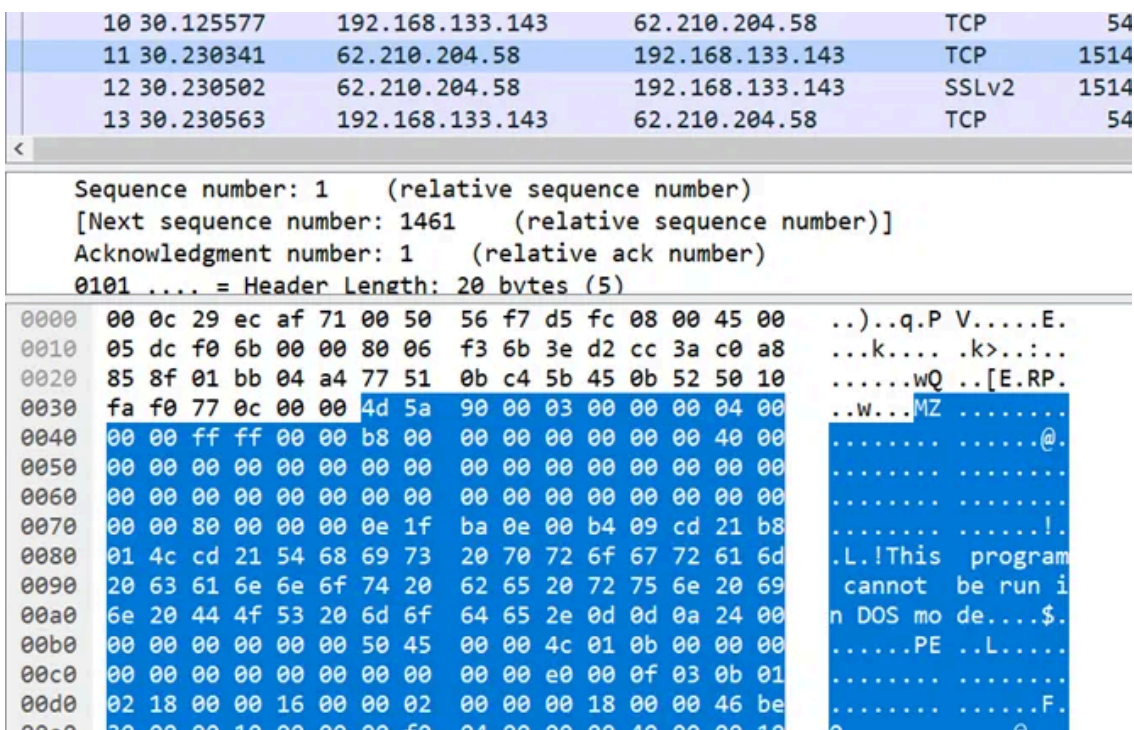 10 30.125577 192.168.133.143 62.210.204.58 TCP 54
11 30.230341 62.210.204.58 192.168.133.143 TCP 1514
12 30.230502 62.210.204.58 192.168.133.143 SSLv2 1514
13 30.230563 192.168.133.143 62.210.204.58 TCP 54
<
Sequence number: 1 (relative sequence number)
[Next sequence number: 1461 (relative sequence number)]
Acknowledgment number: 1 (relative ack number)
0101 .... = Header Length: 20 bytes (5)
0000 00 0c 29 ec af 71 00 50 56 f7 d5 fc 08 00 45 00 ..)..q.P V.....E.
0010 05 dc f0 6b 00 00 80 06 f3 6b 3e d2 cc 3a c0 a8 ...k.... .k>..:..
0020 85 8f 01 bb 04 a4 77 51 0b c4 5b 45 0b 52 50 10 ......wQ ..[E.RP.
0030 fa f0 77 0c 00 00 4d 5a 90 00 03 00 00 00 04 00 ..w...MZ ........
0040 00 00 ff ff 00 00 b8 00 00 00 00 00 00 00 40 00 ........ ......@.
0050 00 00 00 00 00 00 00 00 00 00 00 00 00 00 00 00 ........ ........
0060 00 00 00 00 00 00 00 00 00 00 00 00 00 00 00 00 ........ ........
0070 00 00 80 00 00 00 0e 1f ba 0e 00 b4 09 cd 21 b8 ........ ......!.
0080 01 4c cd 21 54 68 69 73 20 70 72 6f 67 72 61 6d .L.!This program
0090 20 63 61 6e 6e 6f 74 20 62 65 20 72 75 6e 20 69 cannot be run i
00a0 6e 20 44 4f 53 20 6d 6f 64 65 2e 0d 0d 0a 24 00 n DOS mo de....$.
00b0 00 00 00 00 00 00 50 45 00 00 4c 01 0b 00 00 00 ......PE ..L.....
00c0 00 00 00 00 00 00 00 00 00 00 e0 00 0f 03 0b 01 ........ ........
00d0 02 18 00 00 16 00 00 02 00 00 00 18 00 00 46 be ........ ......F.